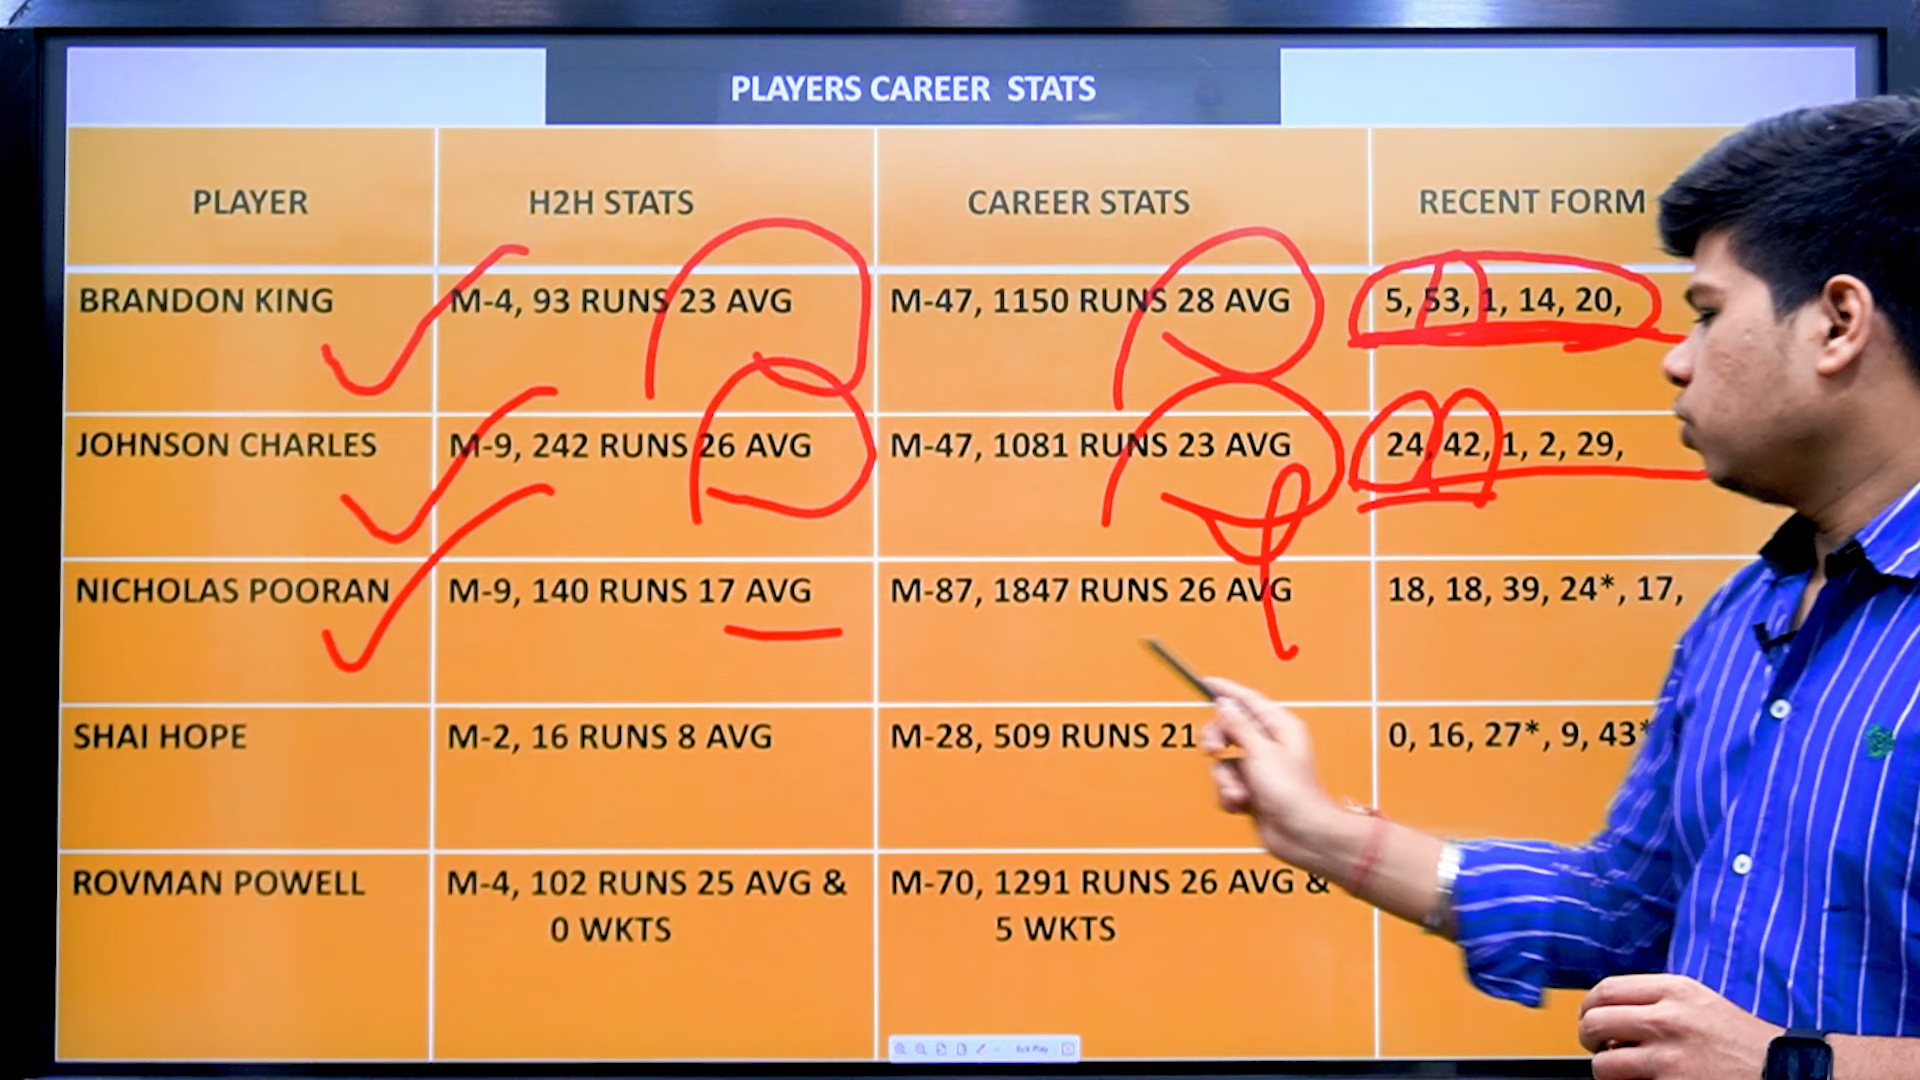 PLAYERS CAREER STATS
PLAYER H2H STATS CAREER STATS RECENT FORM
BRANDON KING M-4, 93 RUNS 23 AVG M-47, 1150 RUNS 28 AVG 5, 53, 1, 14, 20,
JOHNSON CHARLES M-9, 242 RUNS 26 AVG M-47, 1081 RUNS 23 AVG 24, 42, 1, 2, 29,
NICHOLAS POORAN M-9, 140 RUNS 17 AVG M-87, 1847 RUNS 26 AVG 18, 18, 39, 24*, 17,
SHAI HOPE M-2, 16 RUNS 8 AVG M-28, 509 RUNS 21 0, 16, 27*, 9, 43*
ROVMAN POWELL M-4, 102 RUNS 25 AVG & M-70, 1291 RUNS 26 AVG &
0 WKTS 5 WKTS
Exit Play